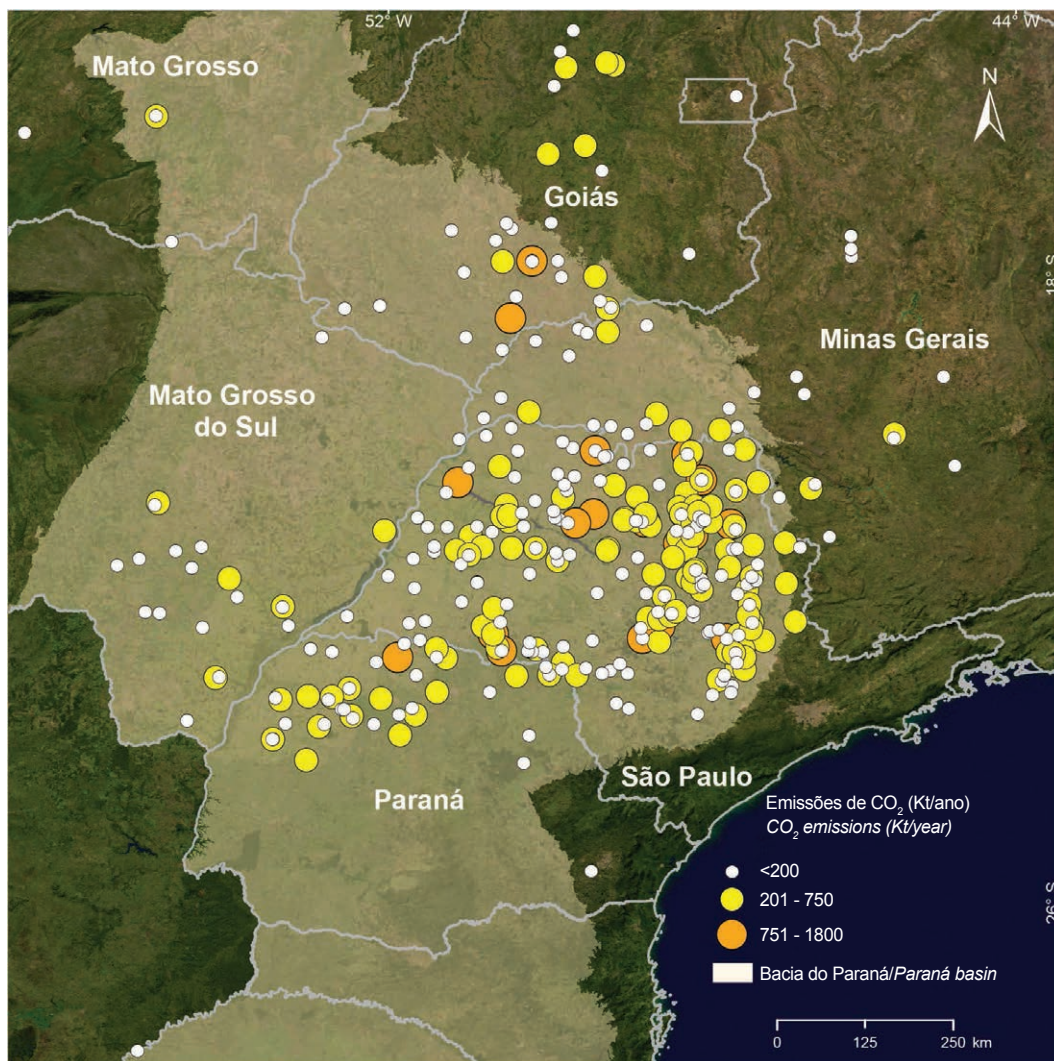 52° W
44° W
Mato Grosso
N
Goiás
18° S
Minas Gerais
Mato Grosso
do Sul
São Paulo
Paraná
Emissões de CO₂ (Kt/ano)
CO₂ emissions (Kt/year)
<200
201 - 750
751 - 1800
26° S
Bacia do Paraná/Paraná basin
0 125 250 km